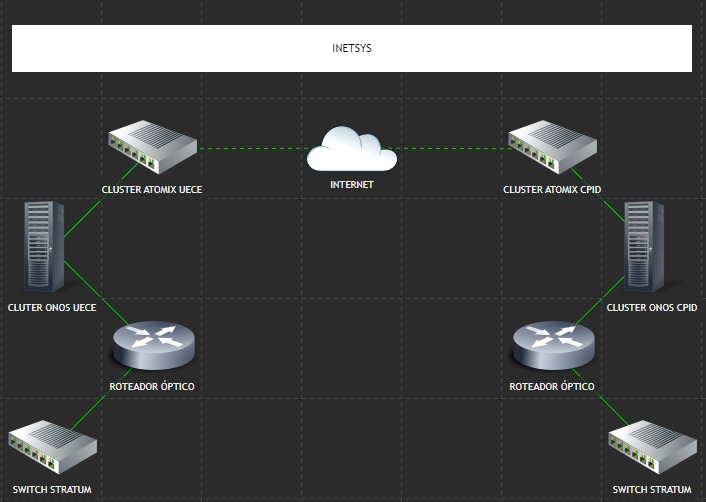 INETSYS
CLUSTER ATOMIX UECE
INTERNET
CLUSTER ATOMIX CPID
CLUTER ONOS UECE
CLUSTER ONOS CPID
ROTEADOR ÓPTICO
ROTEADOR ÓPTICO
SWITCH STRATUM
SWITCH STRATUM